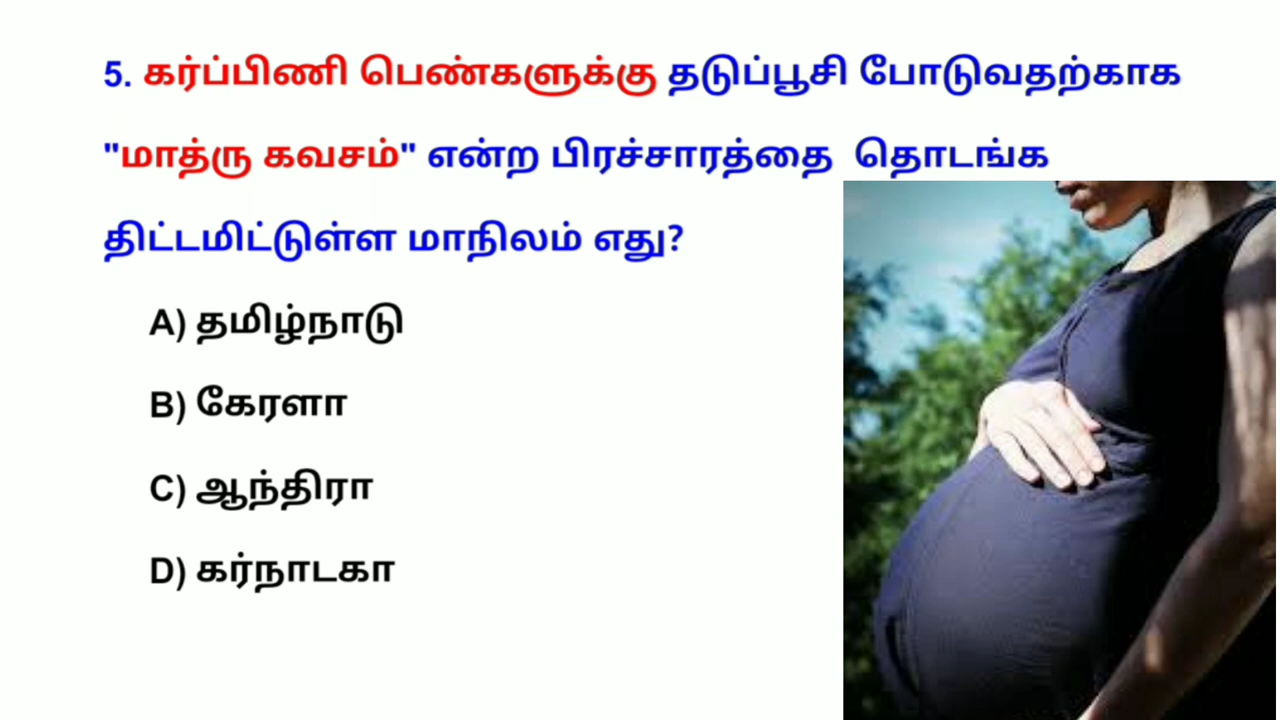 5. கர்ப்பிணி பெண்களுக்கு தடுப்பூசி போடுவதற்காக
"மாத்ரு கவசம்" என்ற பிரச்சாரத்தை தொடங்க
திட்டமிட்டுள்ள மாநிலம் எது?
A) தமிழ்நாடு
B) கேரளா
C) ஆந்திரா
D) கர்நாடகா